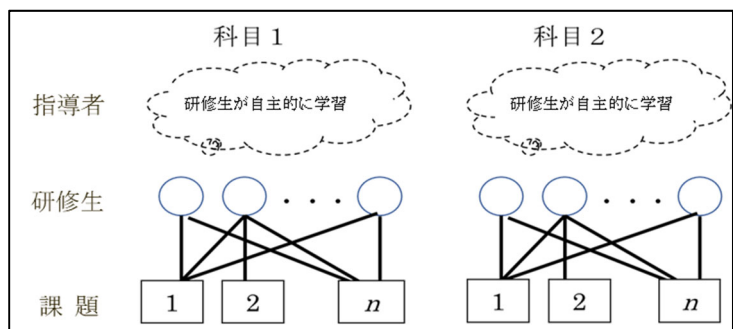 科目1 科目2
指導者 研修生が自主的に学習 研修生が自主的に学習
研修生 ・・・ ・・・
課 題 1 2 n 1 2 n